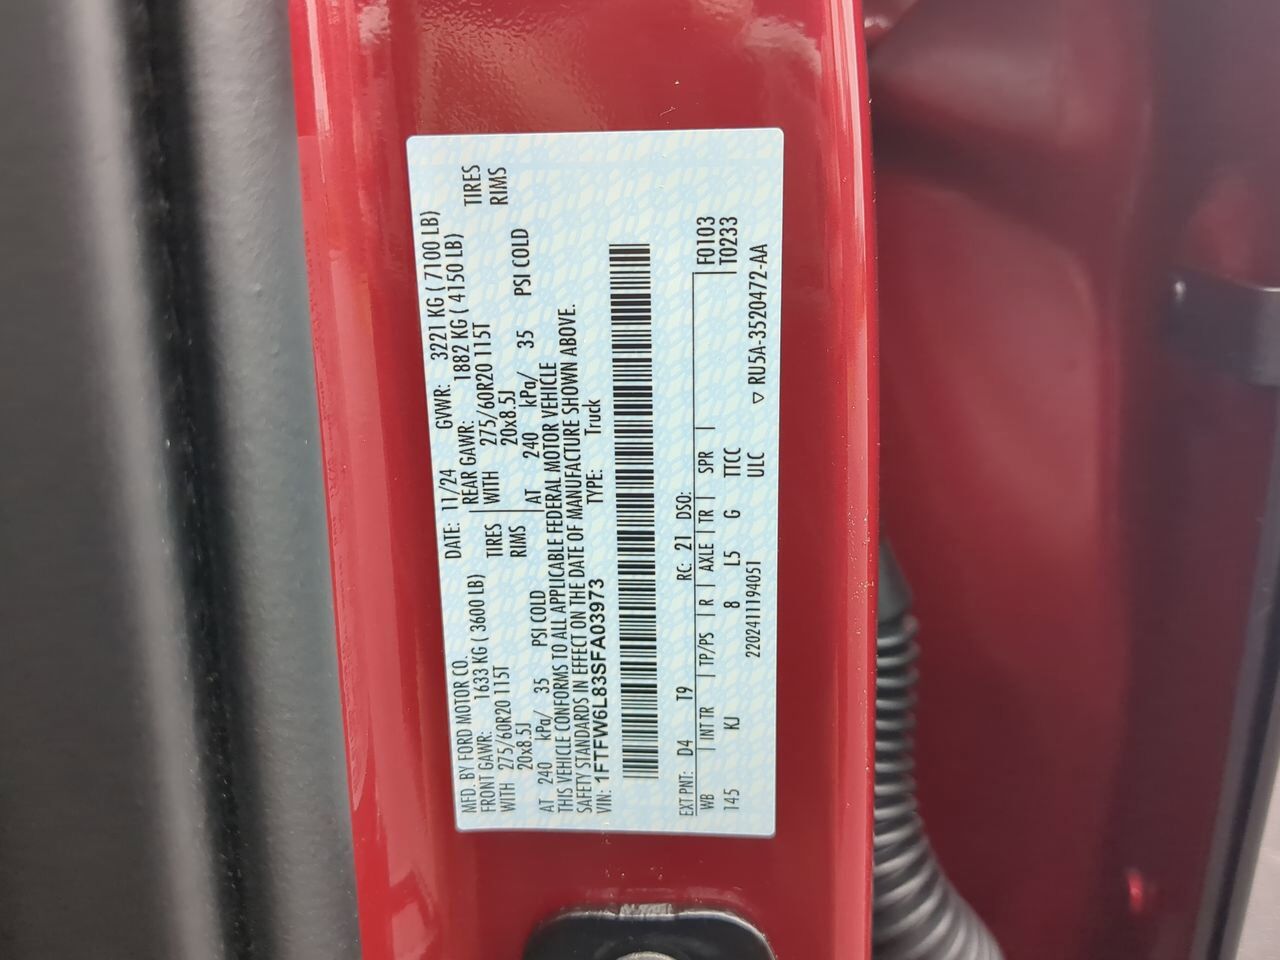 MFD. BY FORD MOTOR CO. DATE: 11/24 GVWR: 3221 KG ( 7100 LB)
FRONT GAWR: 1633 KG ( 3600 LB) REAR GAWR: 1882 KG ( 4150 LB)
WITH 275/60R20 115T TIRES WITH 275/60R20 115T TIRES
20x8.5J RIMS 20x8.5J RIMS
AT 240 kPa/ 35 PSI COLD AT 240 kPa/ 35 PSI COLD
THIS VEHICLE CONFORMS TO ALL APPLICABLE FEDERAL MOTOR VEHICLE
SAFETY STANDARDS IN EFFECT ON THE DATE OF MANUFACTURE SHOWN ABOVE.
VIN: 1FTFW6L83SFA03973 TYPE: Truck
EXT PNT: D4 T9 RC: 21 DSO: F0103
WB | INT TR | TP/PS | R | AXLE | TR | SPR | T0233
145 KJ 8 L5 G TTCC
2202411194051 ULC ▽ RU5A-3520472-AA